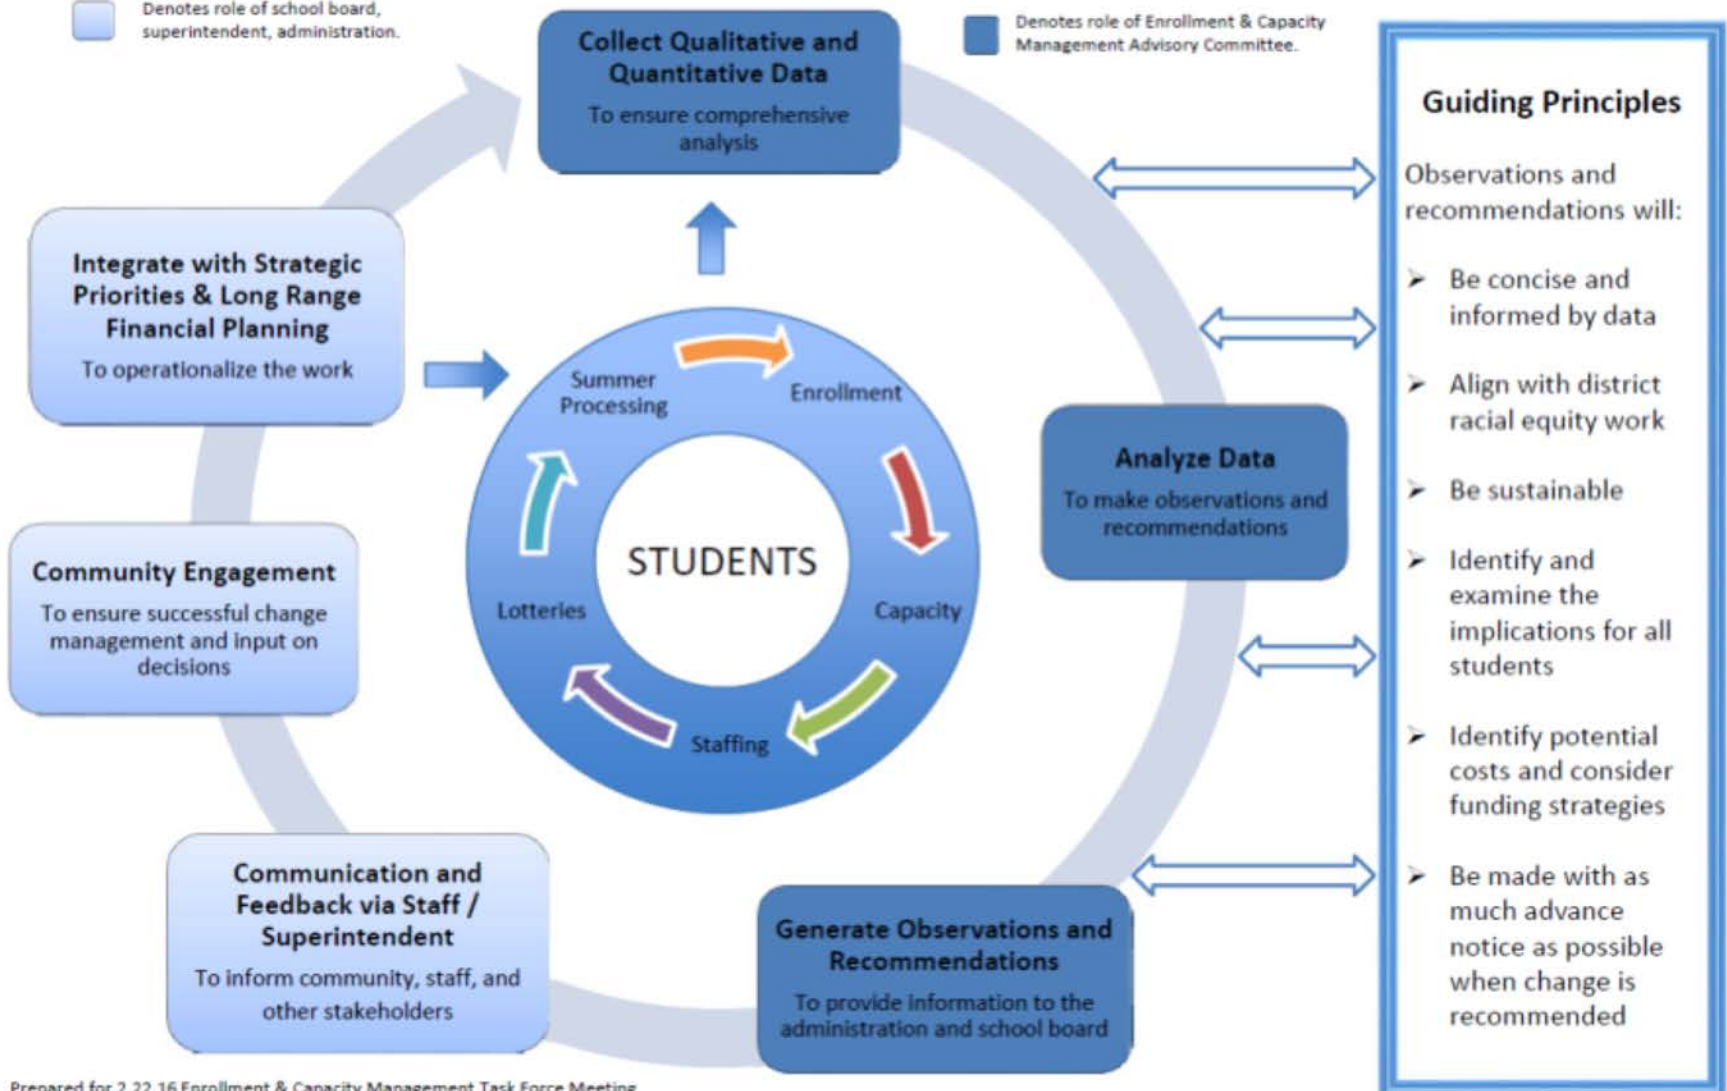 Denotes role of school board,
superintendent, administration.
Collect Qualitative and
Quantitative Data
To ensure comprehensive
analysis
Denotes role of Enrollment & Capacity
Management Advisory Committee.
Integrate with Strategic
Priorities & Long Range
Financial Planning
To operationalize the work
Community Engagement
To ensure successful change
management and input on
decisions
Communication and
Feedback via Staff /
Superintendent
To inform community, staff, and
other stakeholders
Summer
Processing
Enrollment
STUDENTS
Lotteries
Capacity
Staffing
Analyze Data
To make observations and
recommendations
Generate Observations and
Recommendations
To provide information to the
administration and school board
Guiding Principles
Observations and
recommendations will:
➢ Be concise and
informed by data
➢ Align with district
racial equity work
➢ Be sustainable
➢ Identify and
examine the
implications for all
students
➢ Identify potential
costs and consider
funding strategies
➢ Be made with as
much advance
notice as possible
when change is
recommended
Prepared for 2.22.16 Enrollment & Capacity Management Task Force Meeting